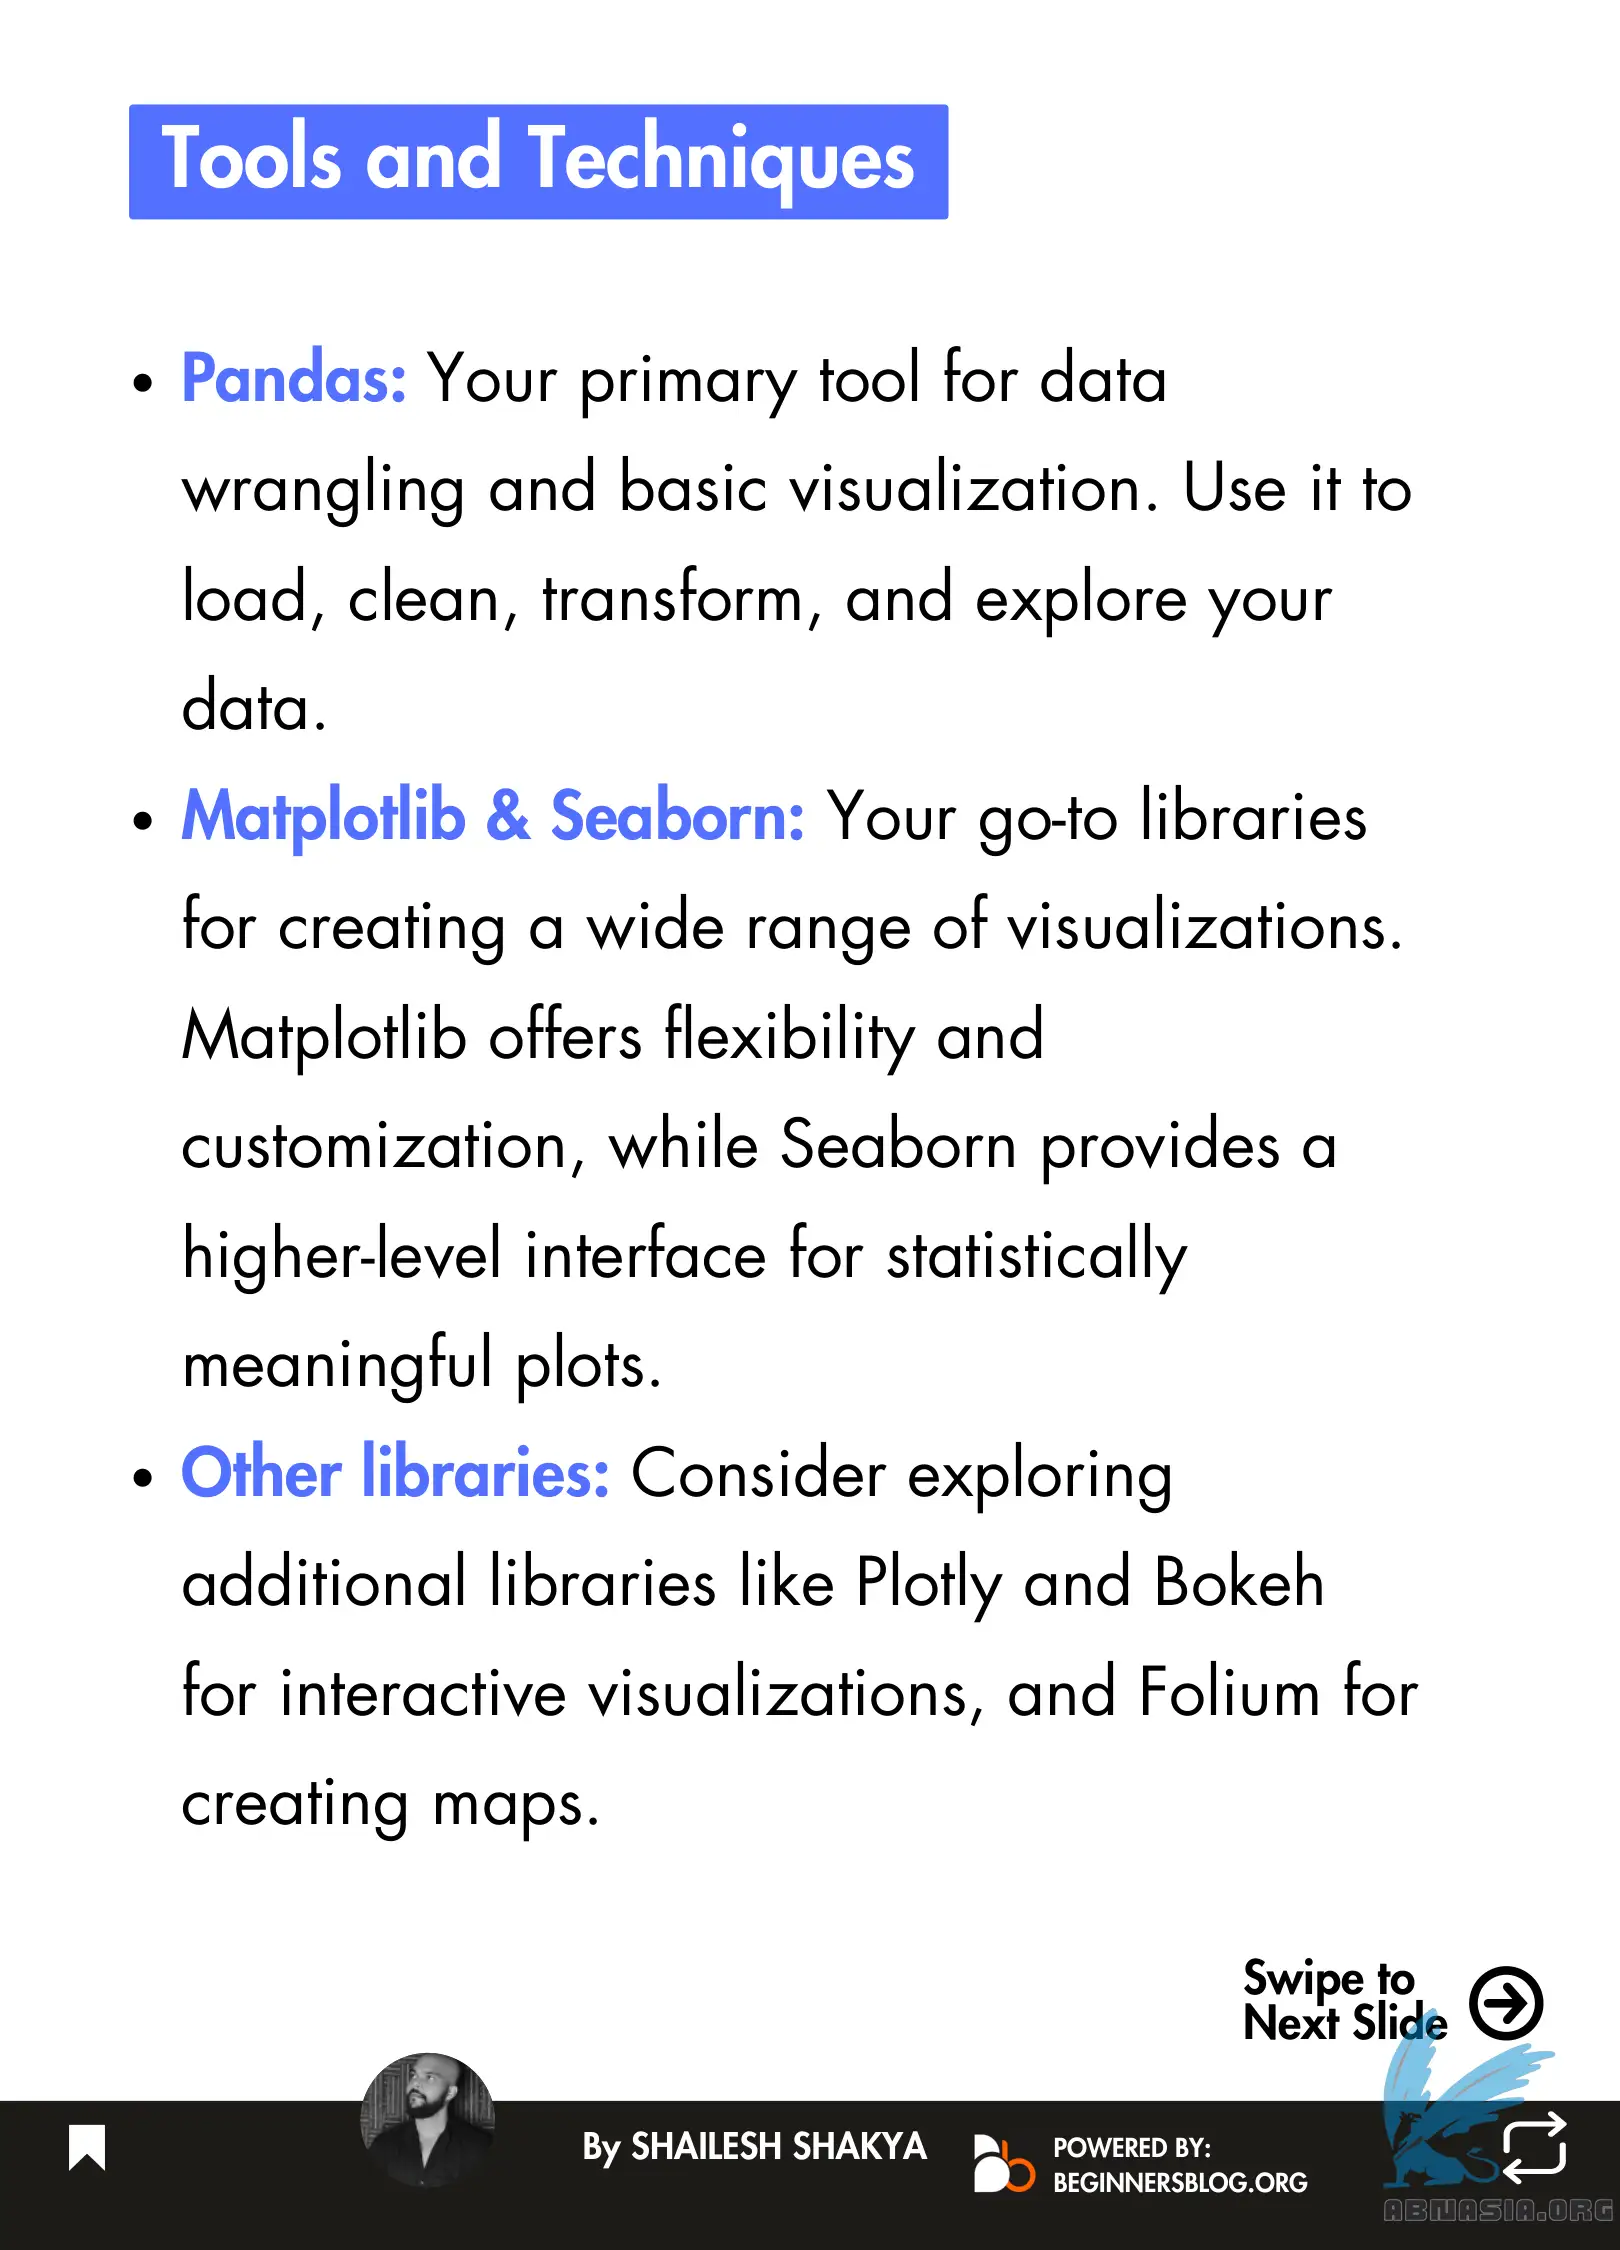 Tools and Techniques
• Pandas: Your primary tool for data
wrangling and basic visualization. Use it to
load, clean, transform, and explore your
data.
• Matplotlib & Seaborn: Your go-to libraries
for creating a wide range of visualizations.
Matplotlib offers flexibility and
customization, while Seaborn provides a
higher-level interface for statistically
meaningful plots.
• Other libraries: Consider exploring
additional libraries like Plotly and Bokeh
for interactive visualizations, and Folium for
creating maps.
Swipe to
Next Slide
By SHAILESH SHAKYA
POWERED BY:
BEGINNERSBLOG.ORG
ABNASIA.ORG